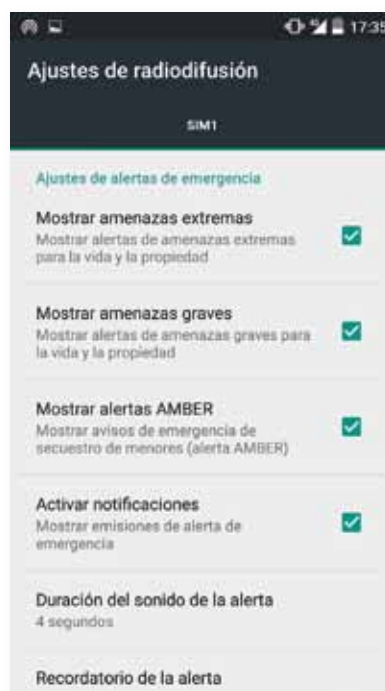 17:35
Ajustes de radiodifusión
SIM1
Ajustes de alertas de emergencia
Mostrar amenazas extremas
Mostrar alertas de amenazas extremas
para la vida y la propiedad
Mostrar amenazas graves
Mostrar alertas de amenazas graves para
la vida y la propiedad
Mostrar alertas AMBER
Mostrar avisos de emergencia de
secuestro de menores (alerta AMBER)
Activar notificaciones
Mostrar emisiones de alerta de
emergencia
Duración del sonido de la alerta
4 segundos
Recordatorio de la alerta